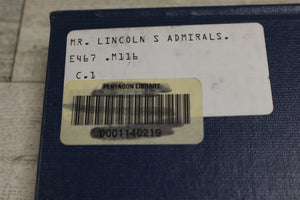 MR. LINCOLN S ADMIRALS.
E467 .M116
C.1
PENTAGON LIBRARY
0001140219